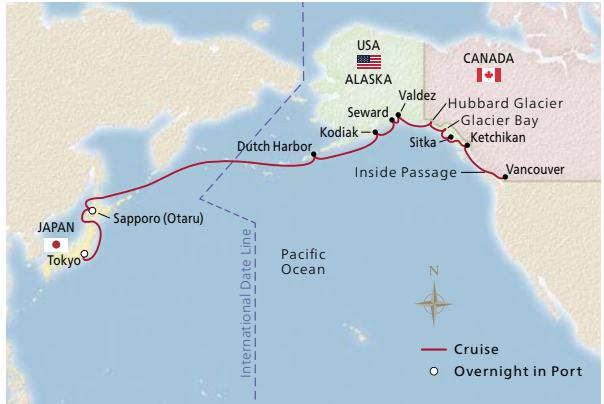 USA
ALASKA
CANADA
Valdez
Seward
Hubbard Glacier
Glacier Bay
Kodiak
Sitka
Ketchikan
Dutch Harbor
Inside Passage
Vancouver
Sapporo (Otaru)
JAPAN
Tokyo
International Date Line
Pacific
Ocean
N
Cruise
Overnight in Port